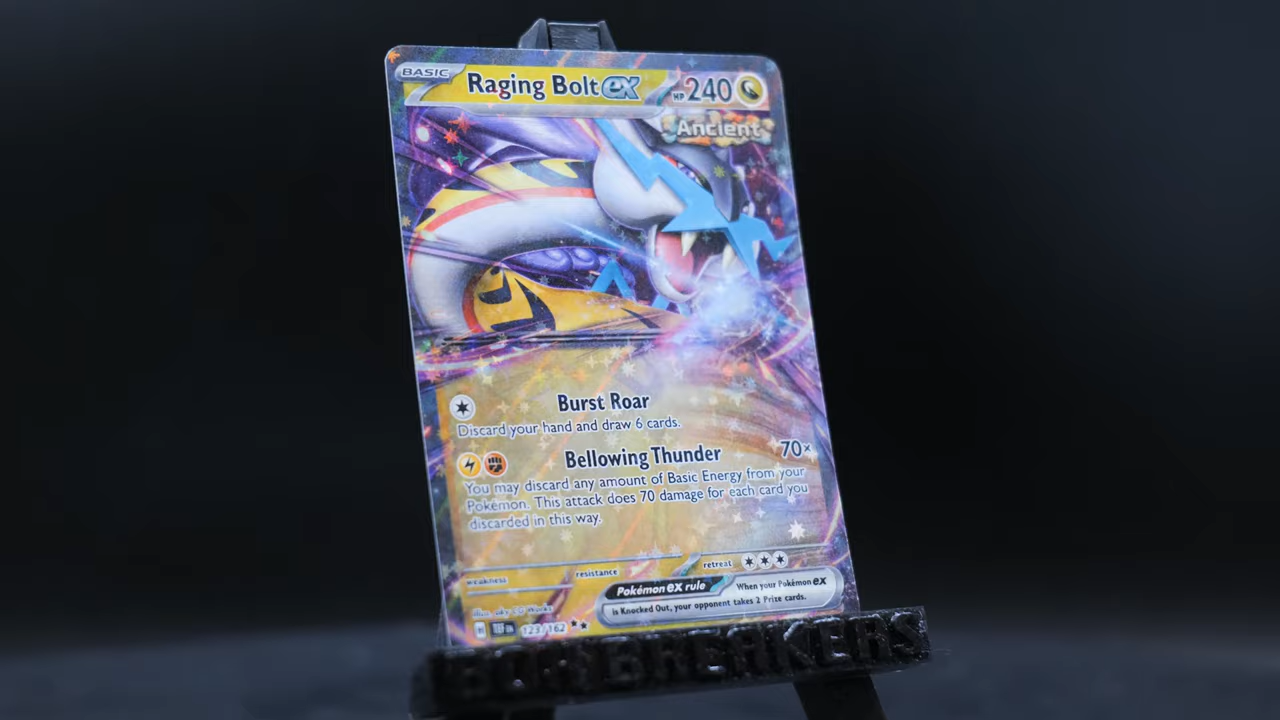 BASIC
Raging Bolt ex
HP 240
Ancient
Burst Roar
Discard your hand and draw 6 cards.
Bellowing Thunder 70×
You may discard any amount of Basic Energy from your
Pokémon. This attack does 70 damage for each card you
discarded in this way.
weakness
resistance
retreat
Pokémon ex rule
When your Pokémon ex
is Knocked Out, your opponent takes 2 Prize cards.
H TEF EN 123/162
BREAKERS